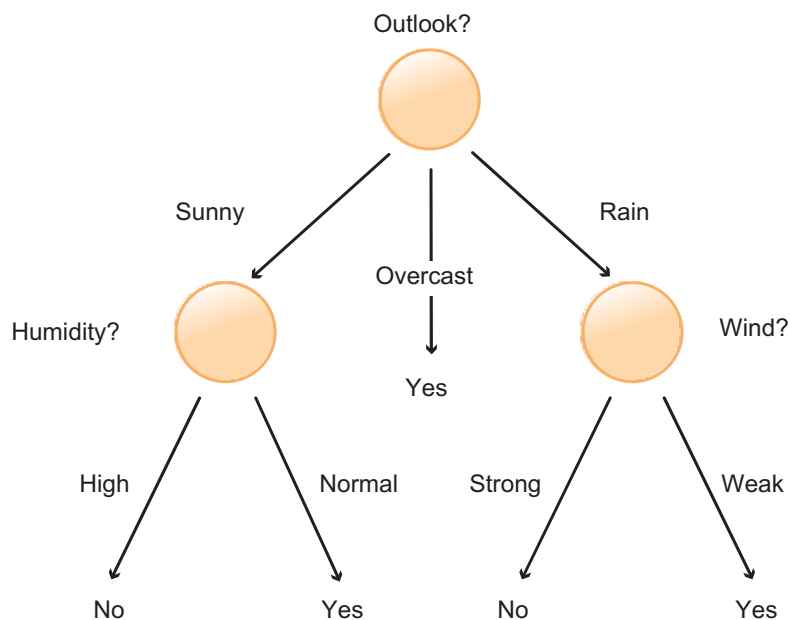 Outlook?
Sunny
Rain
Overcast
Humidity?
Wind?
Yes
High
Normal
Strong
Weak
No
Yes
No
Yes